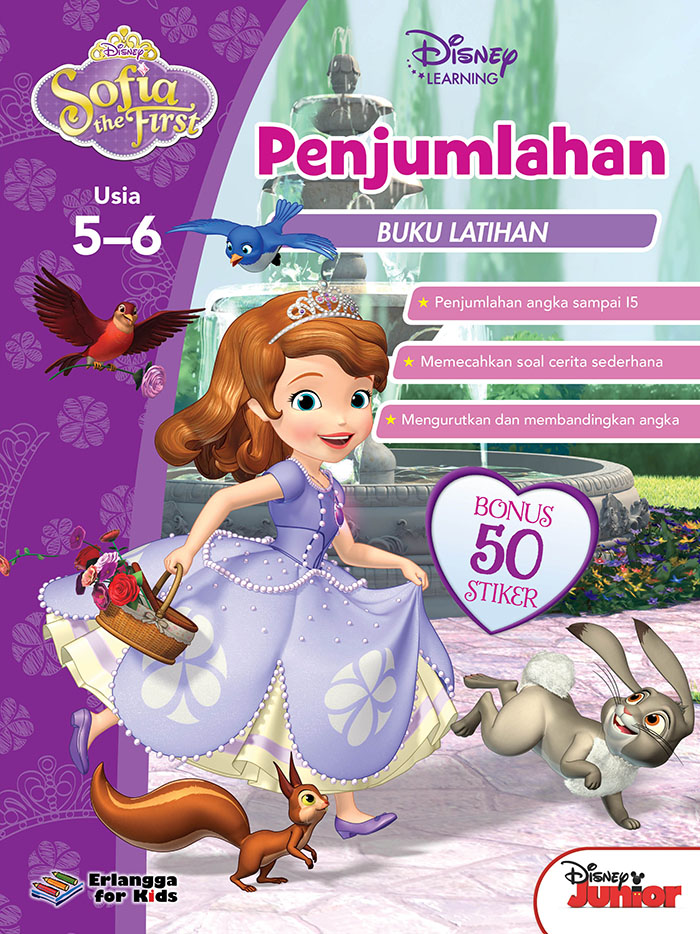 Disney
Sofia
the First
Usia
5–6
Disney
LEARNING
Penjumlahan
BUKU LATIHAN
Penjumlahan angka sampai 15
Memecahkan soal cerita sederhana
Mengurutkan dan membandingkan angka
BONUS
50
STIKER
Erlangga
for Kids
Disney
Junior